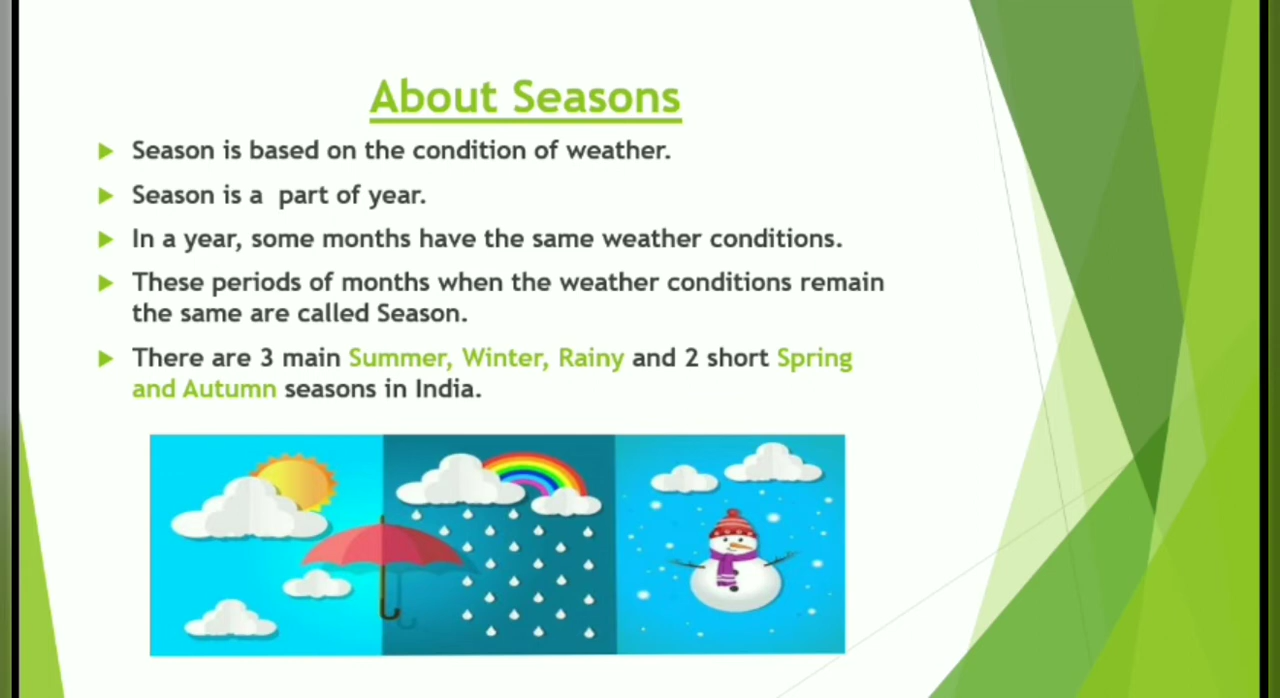 About Seasons
Season is based on the condition of weather.
Season is a  part of year.
In a year, some months have the same weather conditions.
These periods of months when the weather conditions remain
the same are called Season.
There are 3 main Summer, Winter, Rainy and 2 short Spring
and Autumn seasons in India.